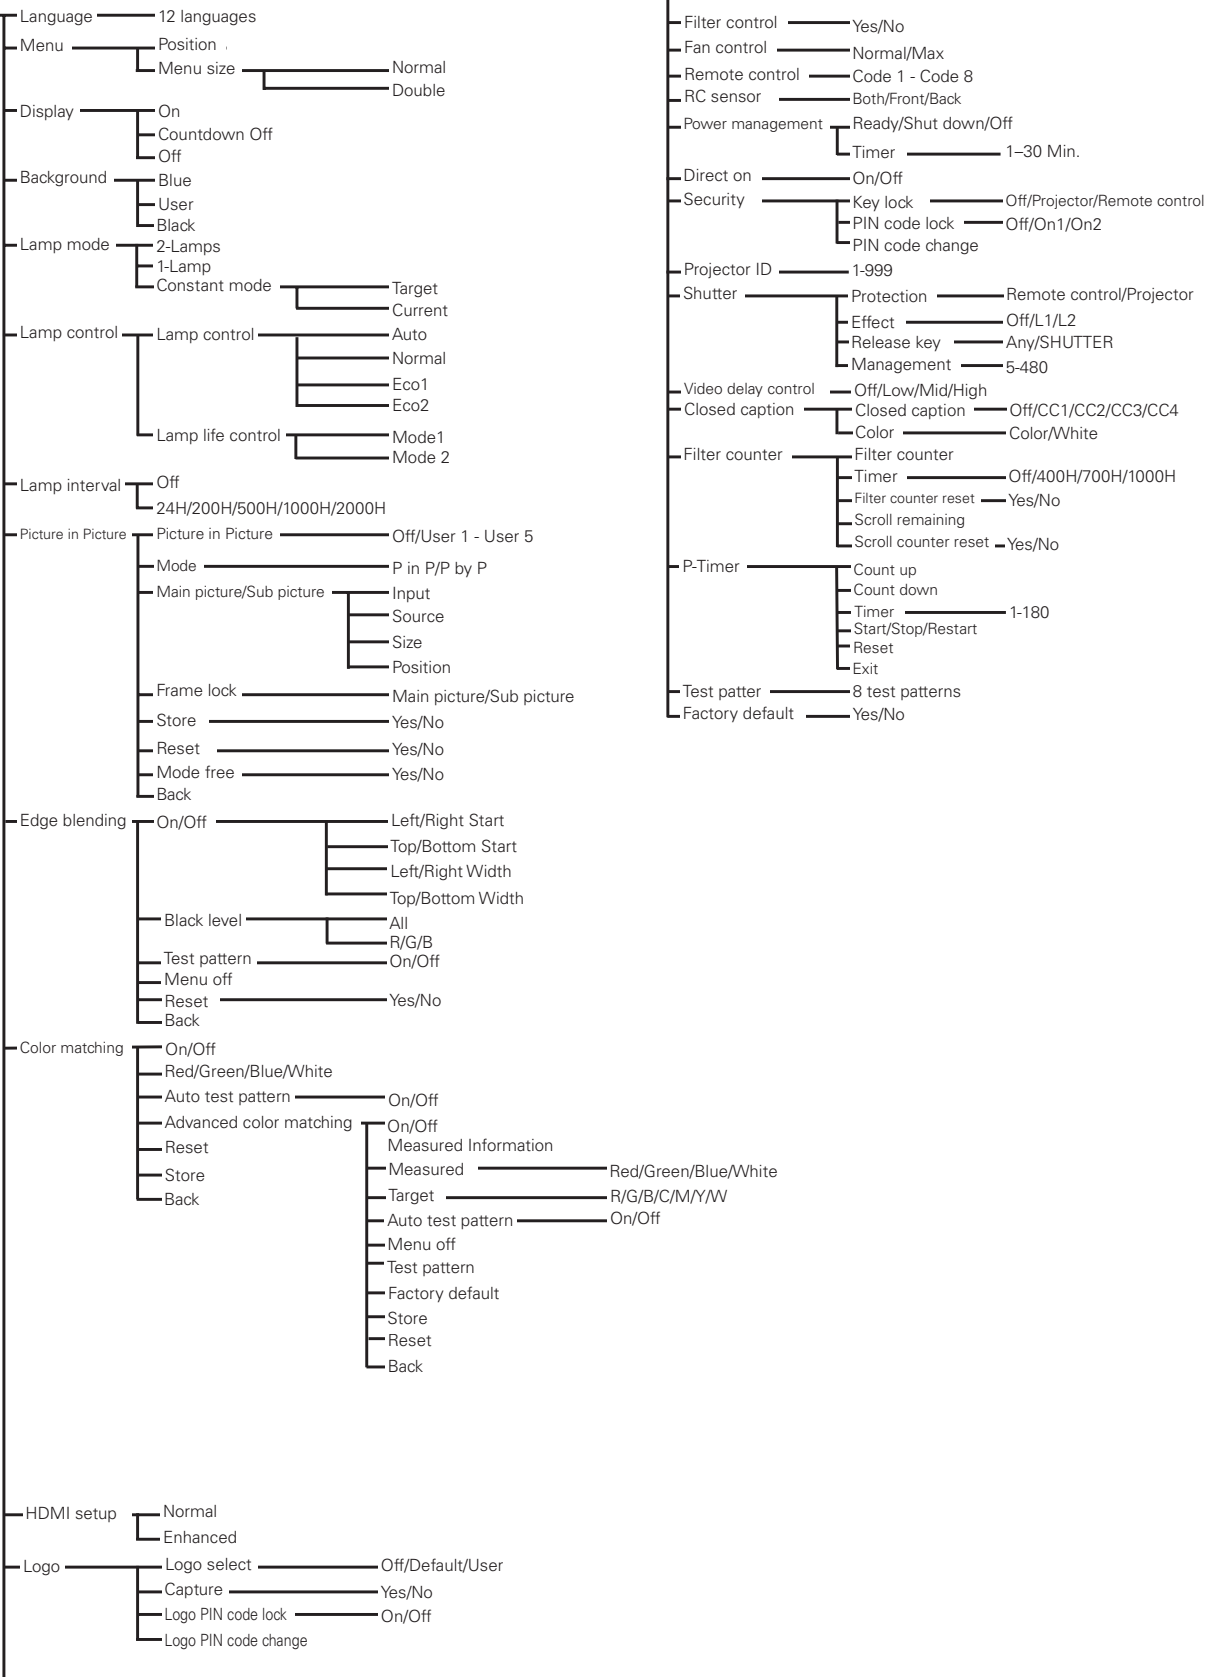 Language 12 languages
Menu Position
Menu size Normal
Double
Display On
Countdown Off
Off
Background Blue
User
Black
Lamp mode 2-Lamps
1-Lamp
Constant mode Target
Current
Lamp control Lamp control Auto
Normal
Eco1
Eco2
Lamp life control Mode1
Mode 2
Lamp interval Off
24H/200H/500H/1000H/2000H
Picture in Picture Picture in Picture Off/User 1 - User 5
Mode P in P/P by P
Main picture/Sub picture Input
Source
Size
Position
Frame lock Main picture/Sub picture
Store Yes/No
Reset Yes/No
Mode free Yes/No
Back
Edge blending On/Off Left/Right Start
Top/Bottom Start
Left/Right Width
Top/Bottom Width
Black level All
R/G/B
Test pattern On/Off
Menu off
Reset Yes/No
Back
Color matching On/Off
Red/Green/Blue/White
Auto test pattern On/Off
Advanced color matching On/Off
Measured Information
Reset
Measured Red/Green/Blue/White
Store
Target R/G/B/C/M/Y/W
Back
Auto test pattern On/Off
Menu off
Test pattern
Factory default
Store
Reset
Back
HDMI setup Normal
Enhanced
Logo Logo select Off/Default/User
Capture Yes/No
Logo PIN code lock On/Off
Logo PIN code change
Filter control Yes/No
Fan control Normal/Max
Remote control Code 1 - Code 8
RC sensor Both/Front/Back
Power management Ready/Shut down/Off
Timer 1–30 Min.
Direct on On/Off
Security Key lock Off/Projector/Remote control
PIN code lock Off/On1/On2
PIN code change
Projector ID 1-999
Shutter Protection Remote control/Projector
Effect Off/L1/L2
Release key Any/SHUTTER
Management 5-480
Video delay control Off/Low/Mid/High
Closed caption Closed caption Off/CC1/CC2/CC3/CC4
Color Color/White
Filter counter Filter counter
Timer Off/400H/700H/1000H
Filter counter reset Yes/No
Scroll remaining
Scroll counter reset Yes/No
P-Timer Count up
Count down
Timer 1-180
Start/Stop/Restart
Reset
Exit
Test patter 8 test patterns
Factory default Yes/No